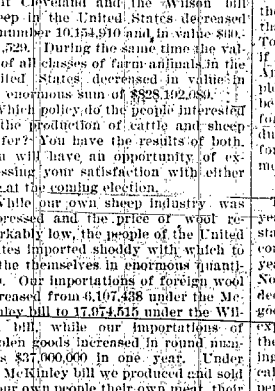 Cleveland and the Wilson bill
ep in the United States decreased
number 10,154,910 and in value $60,
,529. During the same time the val-
of all classes of farm animals in the
ited States decreased in value in
enormous sum of $828,192,089.
Which policy do the people interested
the production of cattle and sheep
fer? You have the results of both.
u will have an opportunity of ex-
ssing your satisfaction with either
at the coming election.
While our own sheep industry was
pressed and the price of wool re-
rkably low, the people of the United
tes imported shoddy with which to
the themselves in enormous quanti-
Our importations of foreign wool
reased from 6,107,438 under the Mc-
nley bill to 17,974,515 under the Wil-
bill, while our importations of
olen goods increased in round num-
s $37,000,000 in one year. Under
McKinley bill we produced and sold
our own people their own meat, their